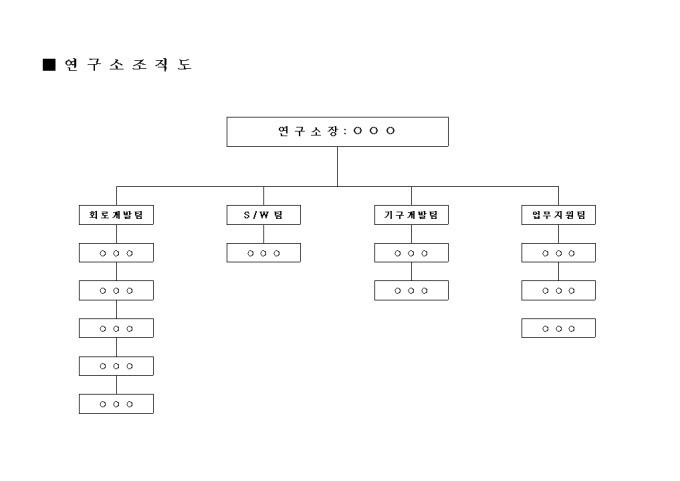 ■ 연 구 소 조 직 도
연 구 소 장 : ○ ○ ○
회로개발팀 S/W 팀 기구개발팀 업무지원팀
○ ○ ○ ○ ○ ○ ○ ○ ○ ○ ○ ○
○ ○ ○ ○ ○ ○ ○ ○ ○
○ ○ ○ ○ ○ ○
○ ○ ○
○ ○ ○